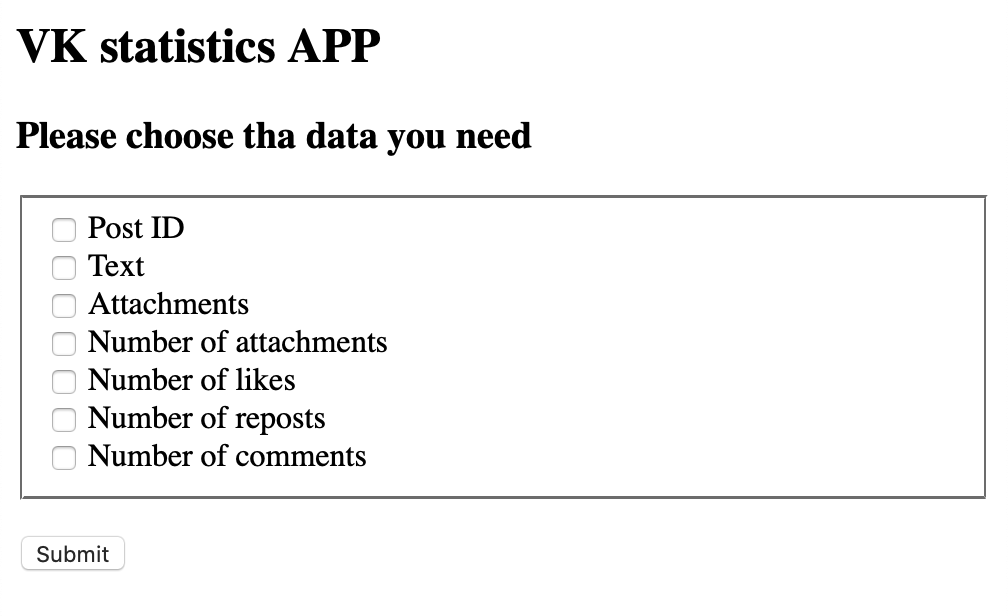 VK statistics APP
Please choose tha data you need
Post ID
Text
Attachments
Number of attachments
Number of likes
Number of reposts
Number of comments
Submit